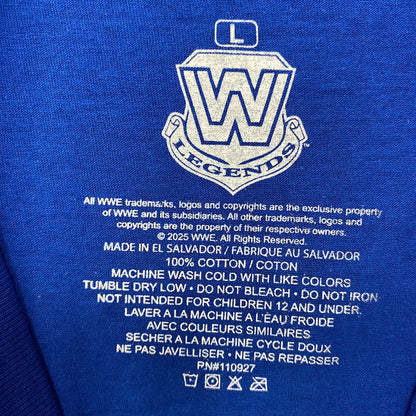 L
W
LEGENDS™
All WWE trademarks, logos and copyrights are the exclusive property
of WWE and its subsidiaries. All other trademarks, logos and
copyrights are the property of their respective owners.
© 2025 WWE. All Rights Reserved.
MADE IN EL SALVADOR / FABRIQUE AU SALVADOR
100% COTTON / COTON
MACHINE WASH COLD WITH LIKE COLORS
TUMBLE DRY LOW • DO NOT BLEACH • DO NOT IRON
NOT INTENDED FOR CHILDREN 12 AND UNDER.
LAVER A LA MACHINE A L'ÉAU FROIDE
AVEC COULEURS SIMILAIRES
SECHER A LA MACHINE CYCLE DOUX
NE PAS JAVELLISER • NE PAS REPASSER
RN#110927